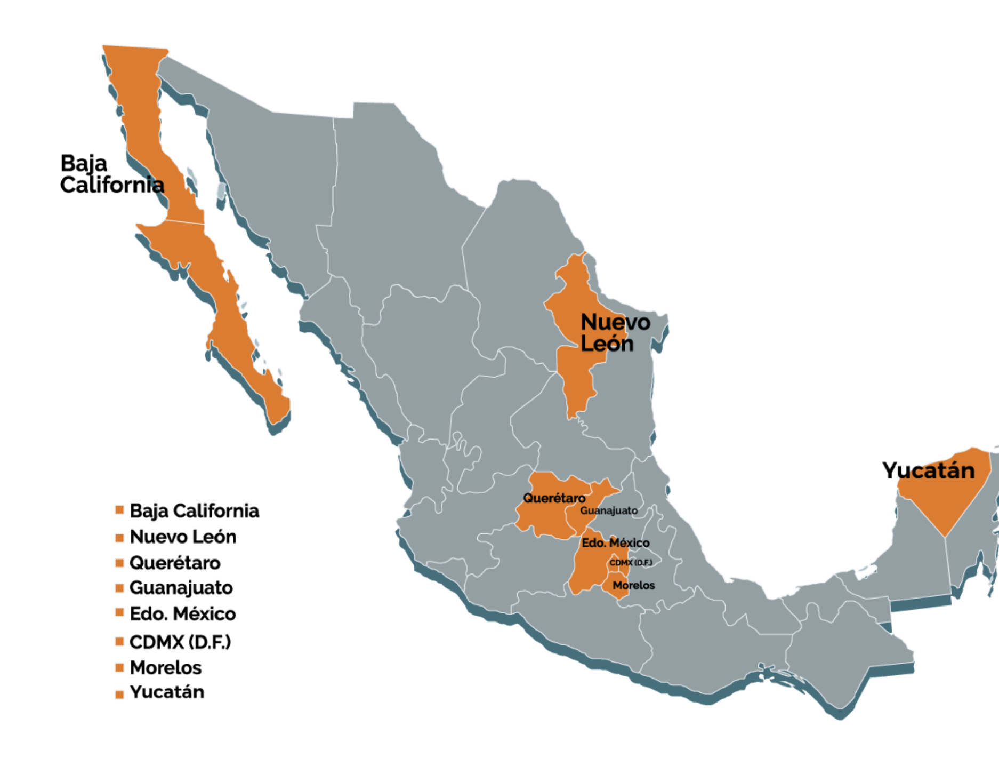 Baja
California
Nuevo
León
Yucatán
Querétaro
Guanajuato
Edo. México
CDMX (D.F.)
Morelos
Baja California
Nuevo León
Querétaro
Guanajuato
Edo. México
CDMX (D.F.)
Morelos
Yucatán